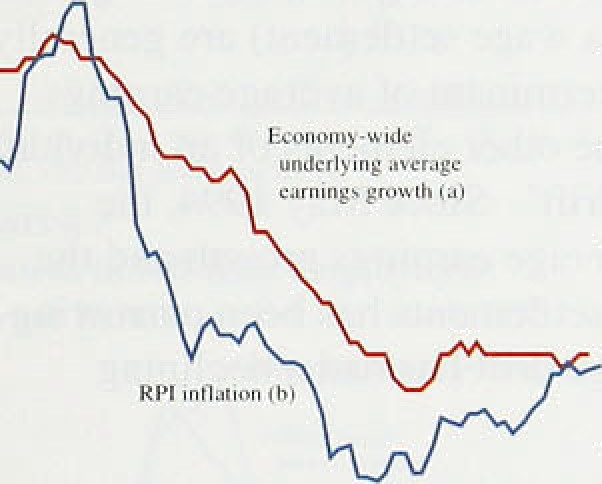 Economy-wide
underlying average
earnings growth (a)
RPI inflation (b)